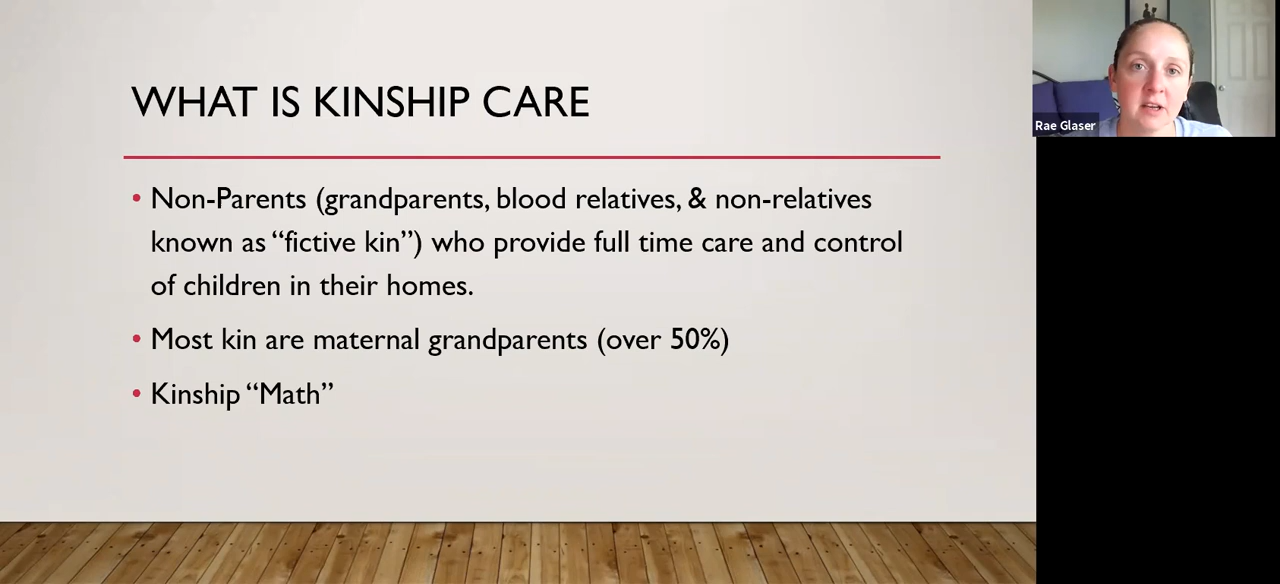 WHAT IS KINSHIP CARE
• Non-Parents (grandparents, blood relatives, & non-relatives
known as “fictive kin”) who provide full time care and control
of children in their homes.
• Most kin are maternal grandparents (over 50%)
• Kinship “Math”
Rae Glaser